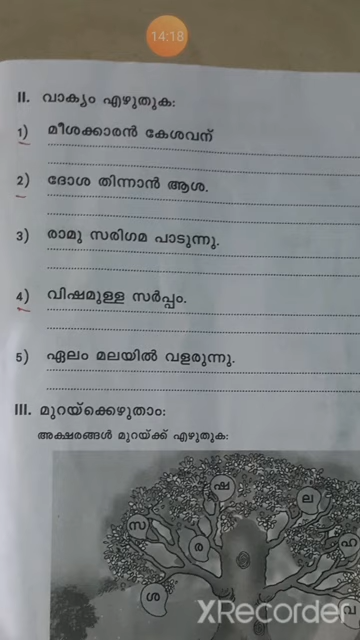 14:18
II. വാക്യം എഴുതുക:
1) മീശക്കാരൻ കേശവന്
2) ദോശ തിന്നാൻ ആശ.
3) രാമു സരിഗമ പാടുന്നു.
4) വിഷമുള്ള സർപ്പം.
5) ഏലം മലയിൽ വളരുന്നു.
III. മുറയ്ക്കെഴുതാം:
അക്ഷരങ്ങൾ മുറയ്ക്ക് എഴുതുക:
ഷ
ല
സ
ര
ഹ
ശ
വ
XRecorder